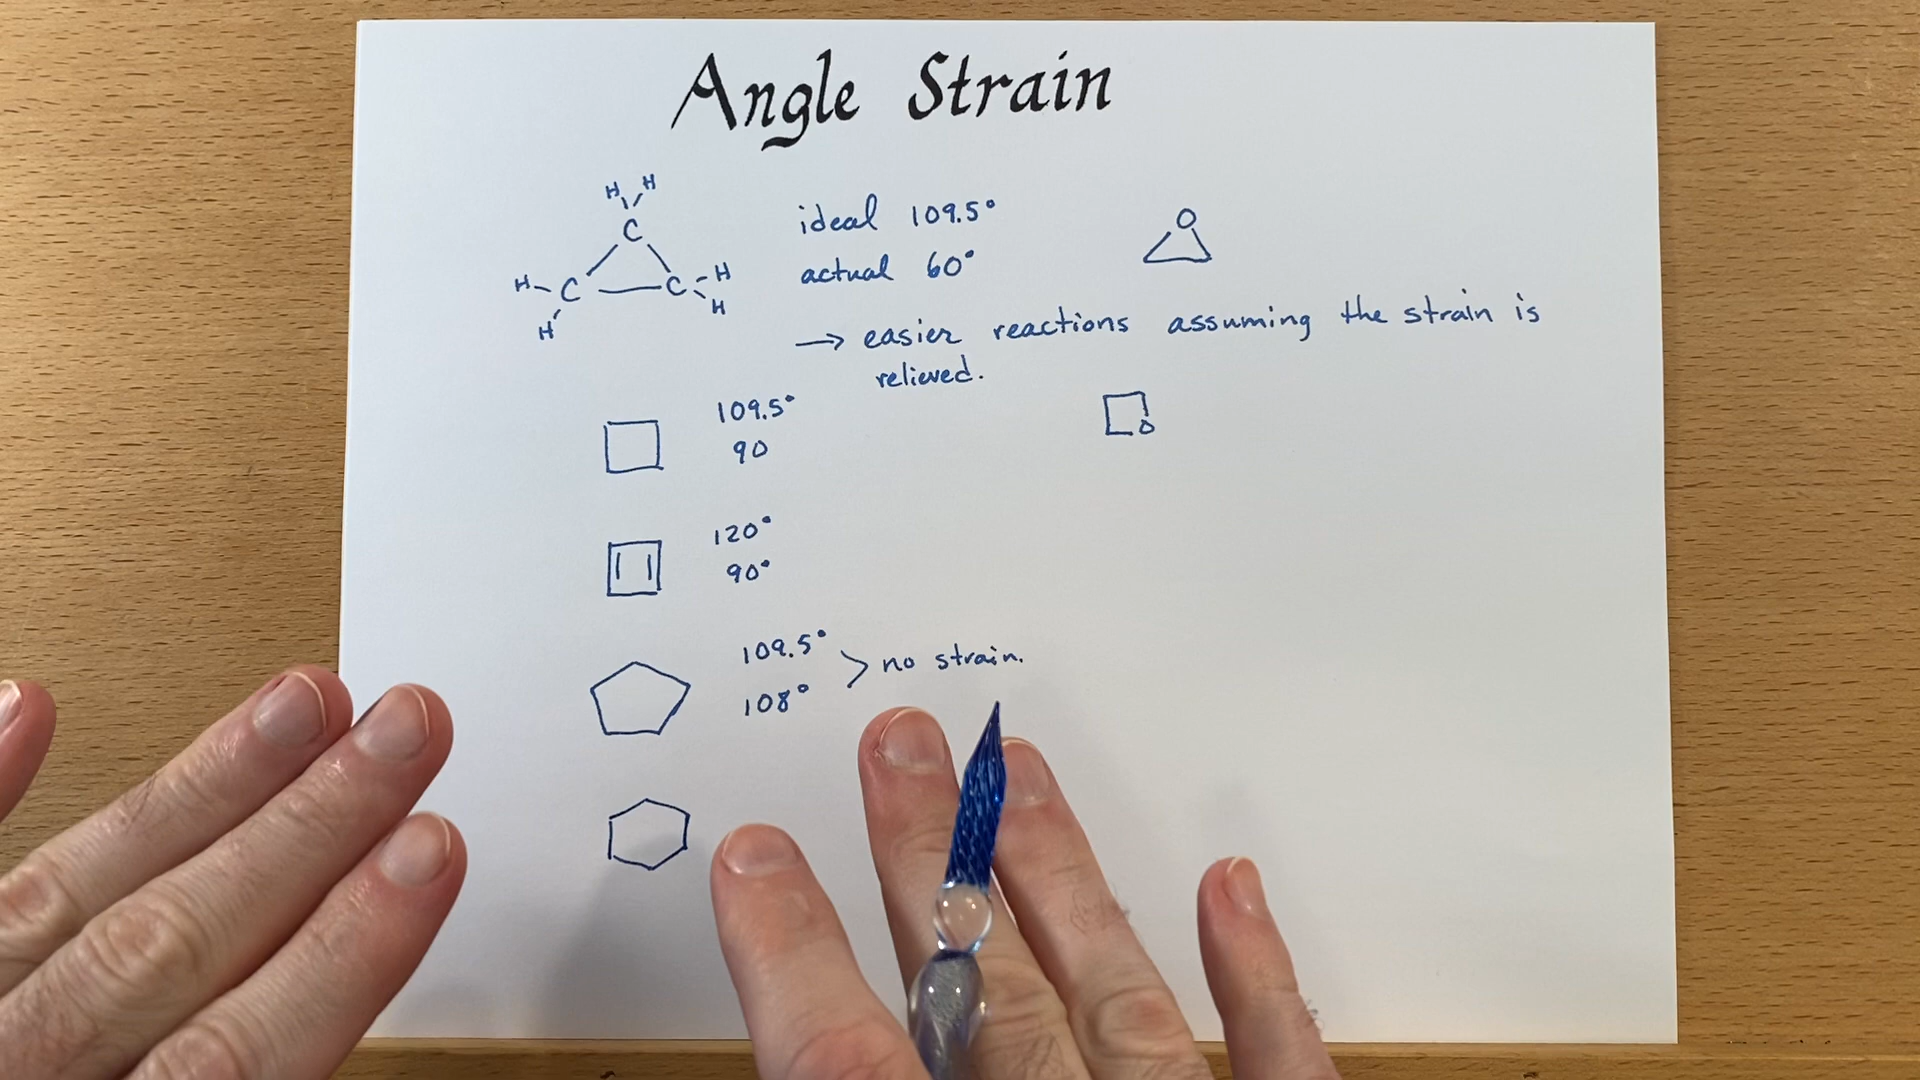 Angle Strain
H H
C
H C C H
H H
ideal 109.5°
actual 60°
O
→ easier reactions assuming the strain is
relieved.
109.5°
90
O
120°
90°
109.5°
108°
> no strain.